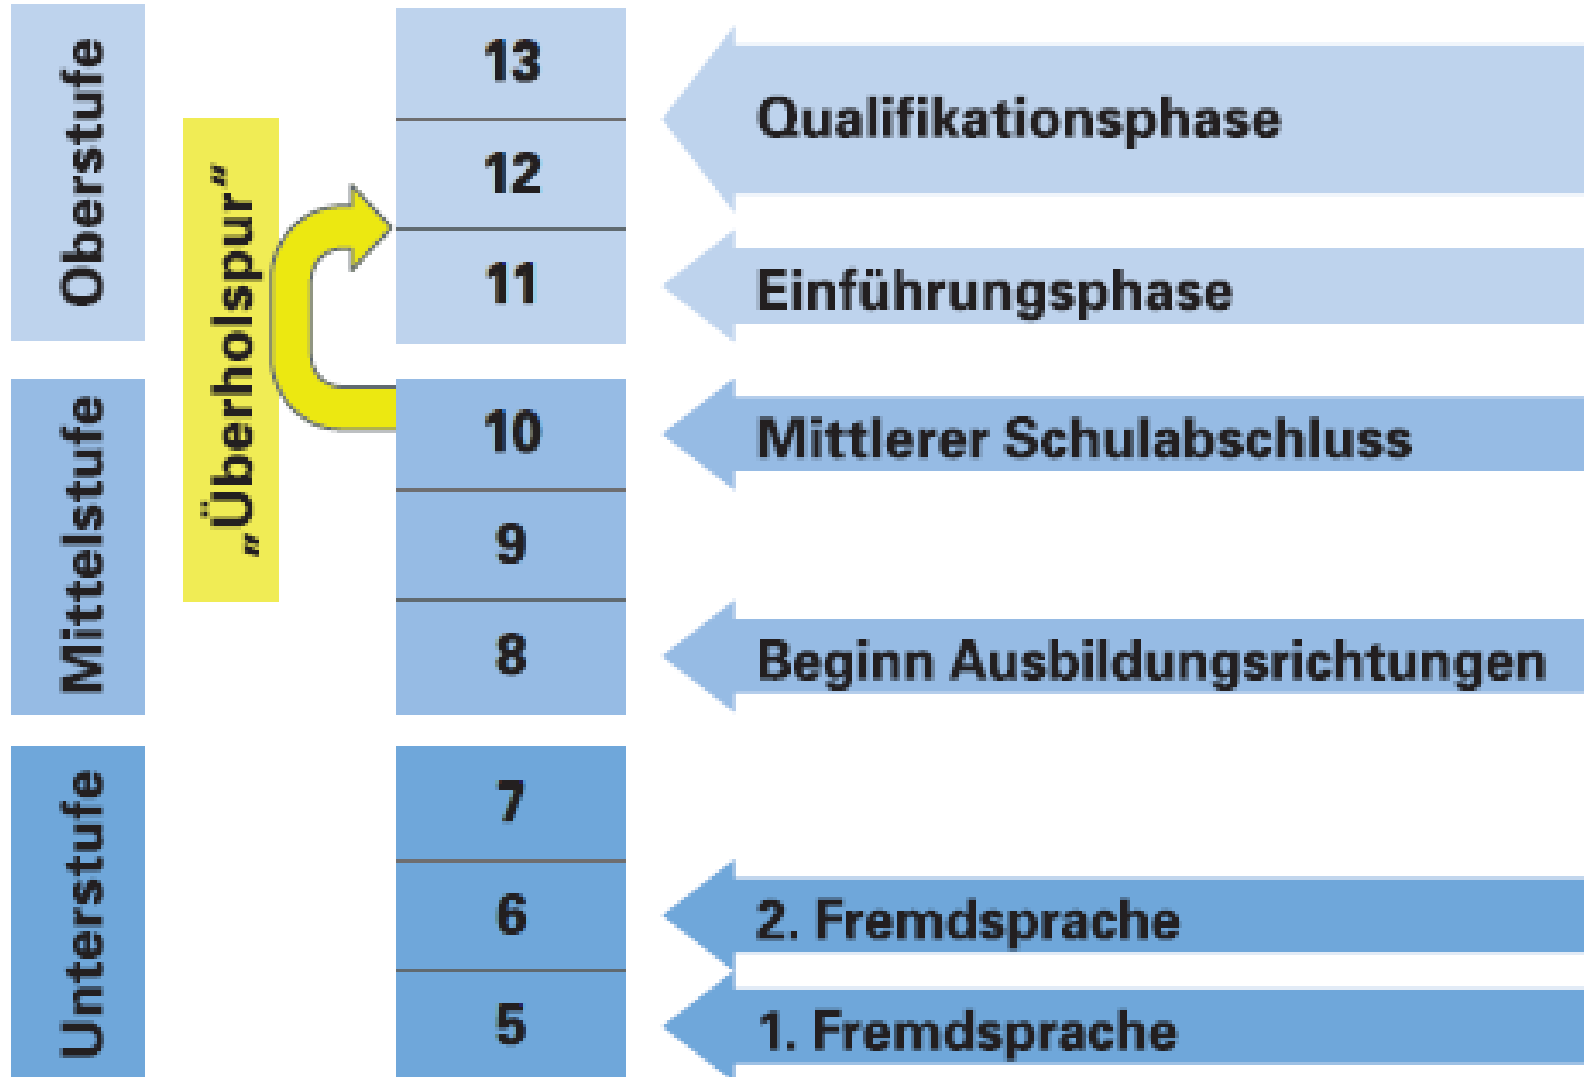 Oberstufe
13
Qualifikationsphase
12
„Überholspur“
11
Einführungsphase
Mittelstufe
10
Mittlerer Schulabschluss
9
8
Beginn Ausbildungsrichtungen
Unterstufe
7
6
2. Fremdsprache
5
1. Fremdsprache